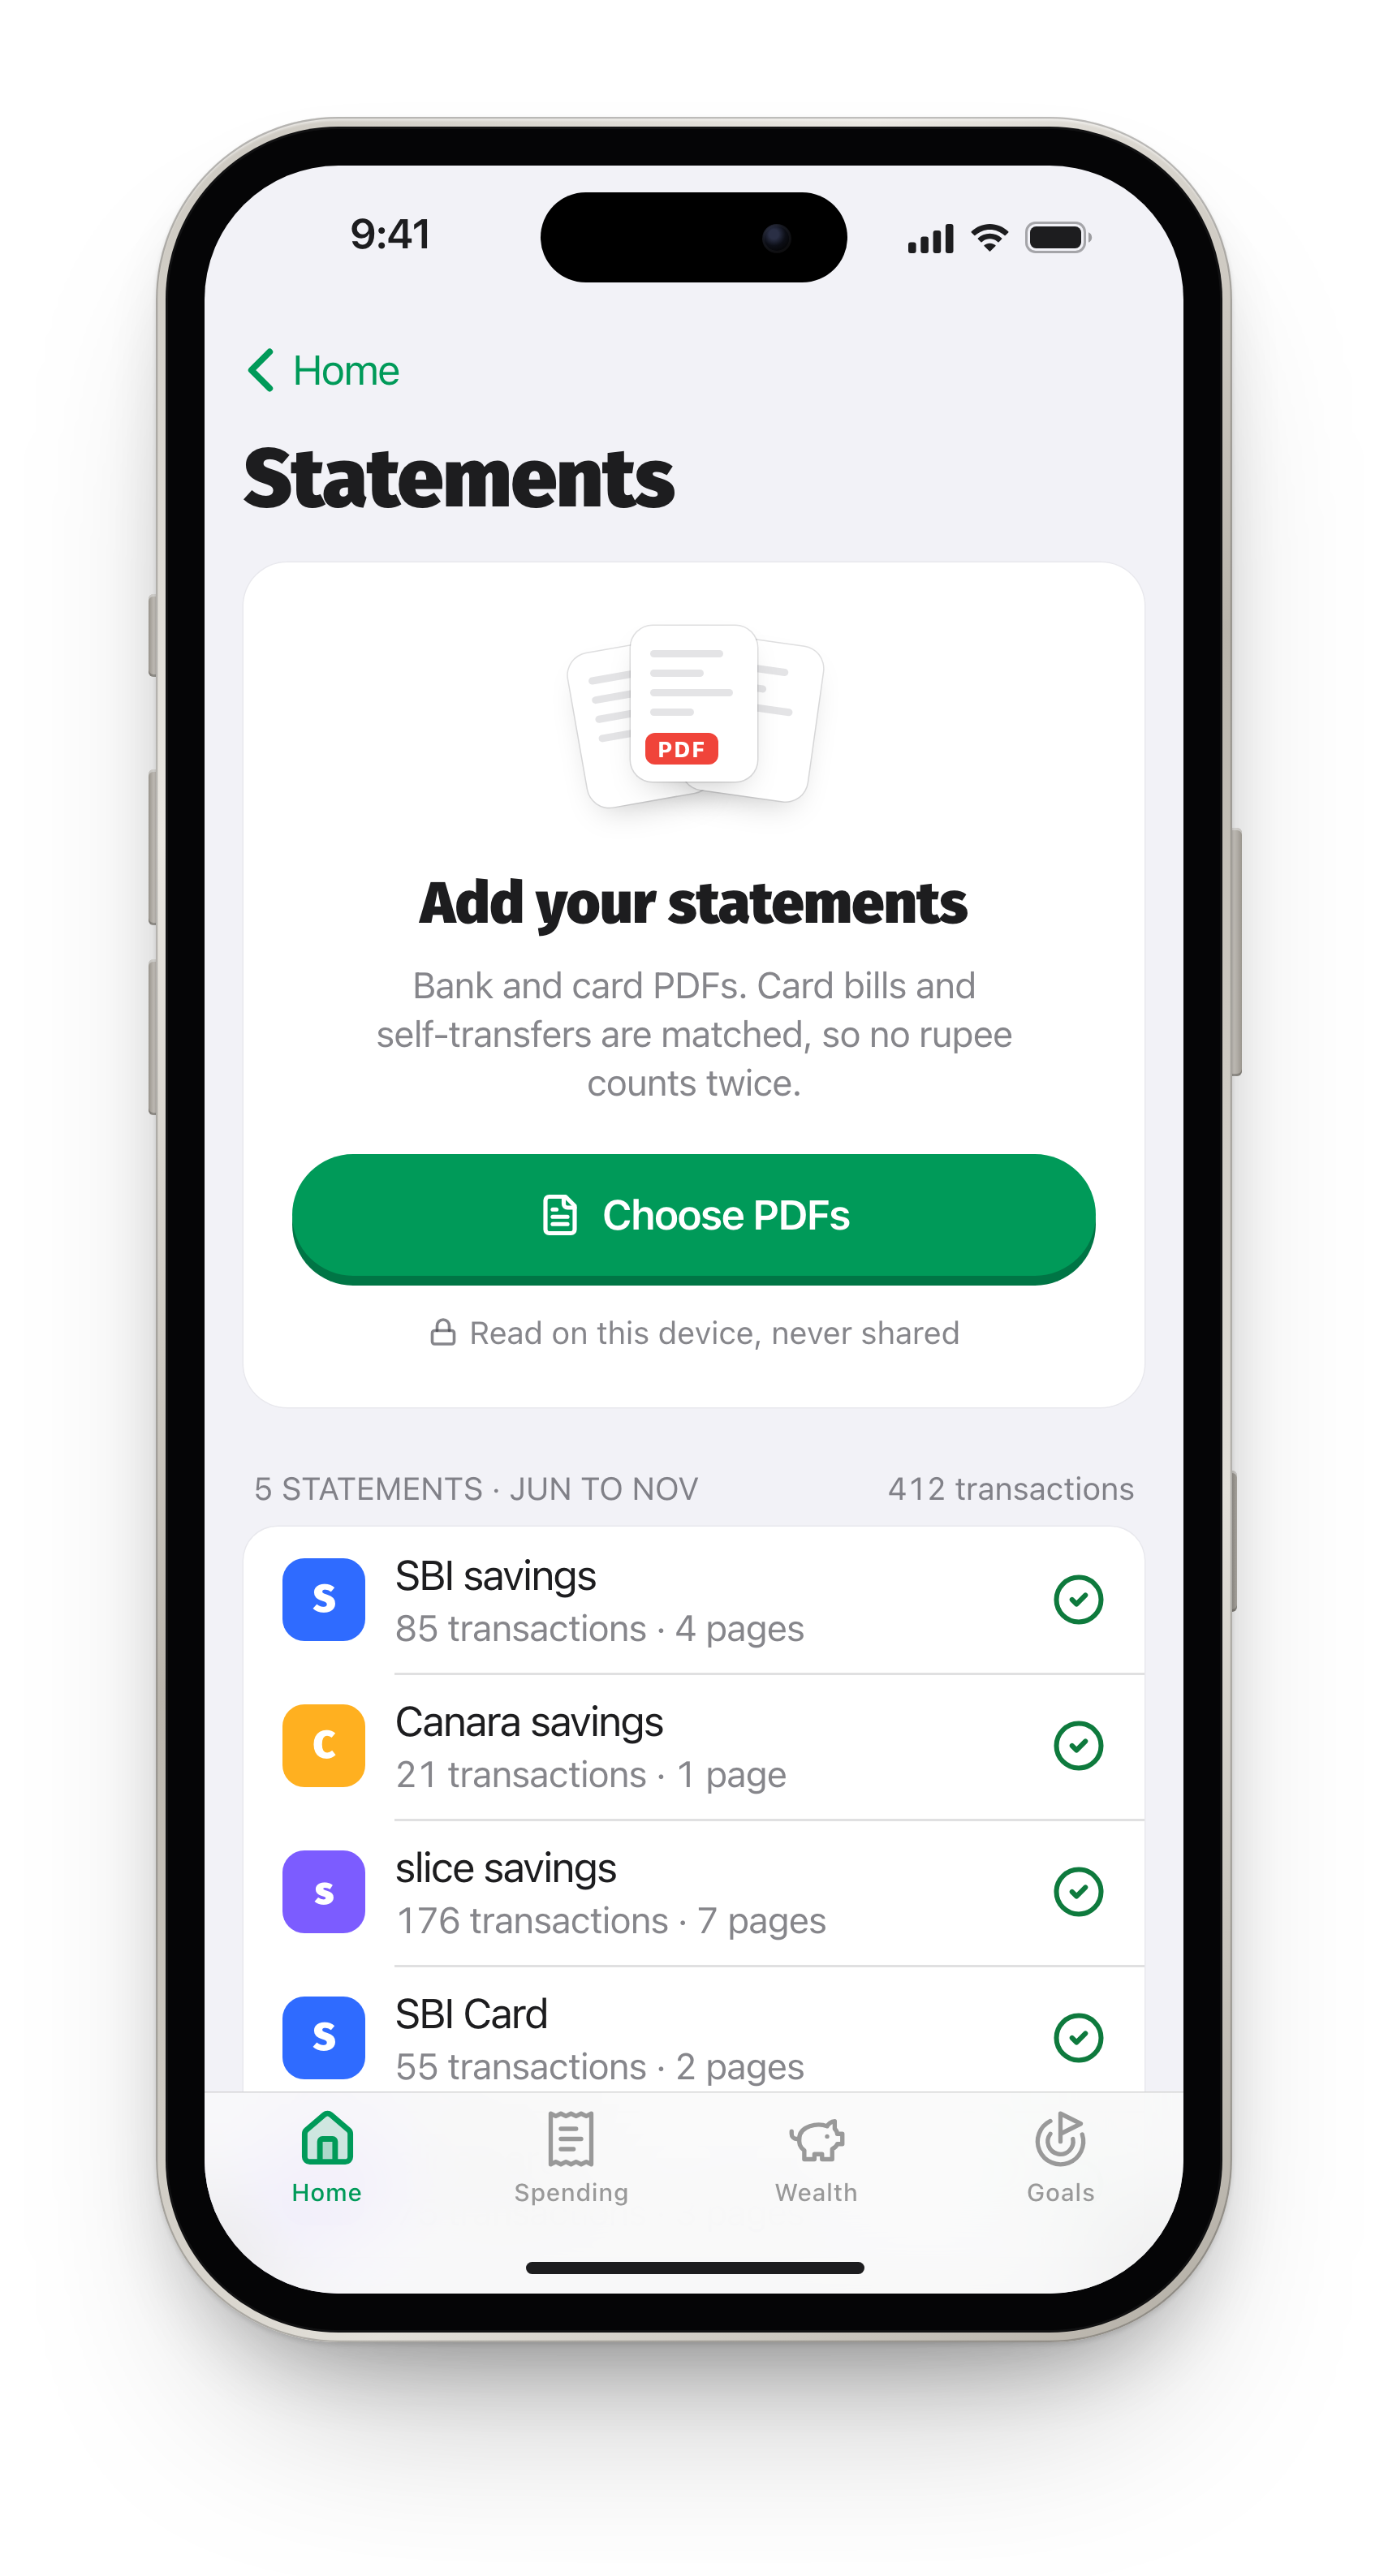 9:41
Home
Statements
PDF
Add your statements
Bank and card PDFs. Card bills and
self-transfers are matched, so no rupee
counts twice.
Choose PDFs
Read on this device, never shared
5 STATEMENTS · JUN TO NOV 412 transactions
S
SBI savings
85 transactions · 4 pages
C
Canara savings
21 transactions · 1 page
s
slice savings
176 transactions · 7 pages
S
SBI Card
55 transactions · 2 pages
Home Spending Wealth Goals